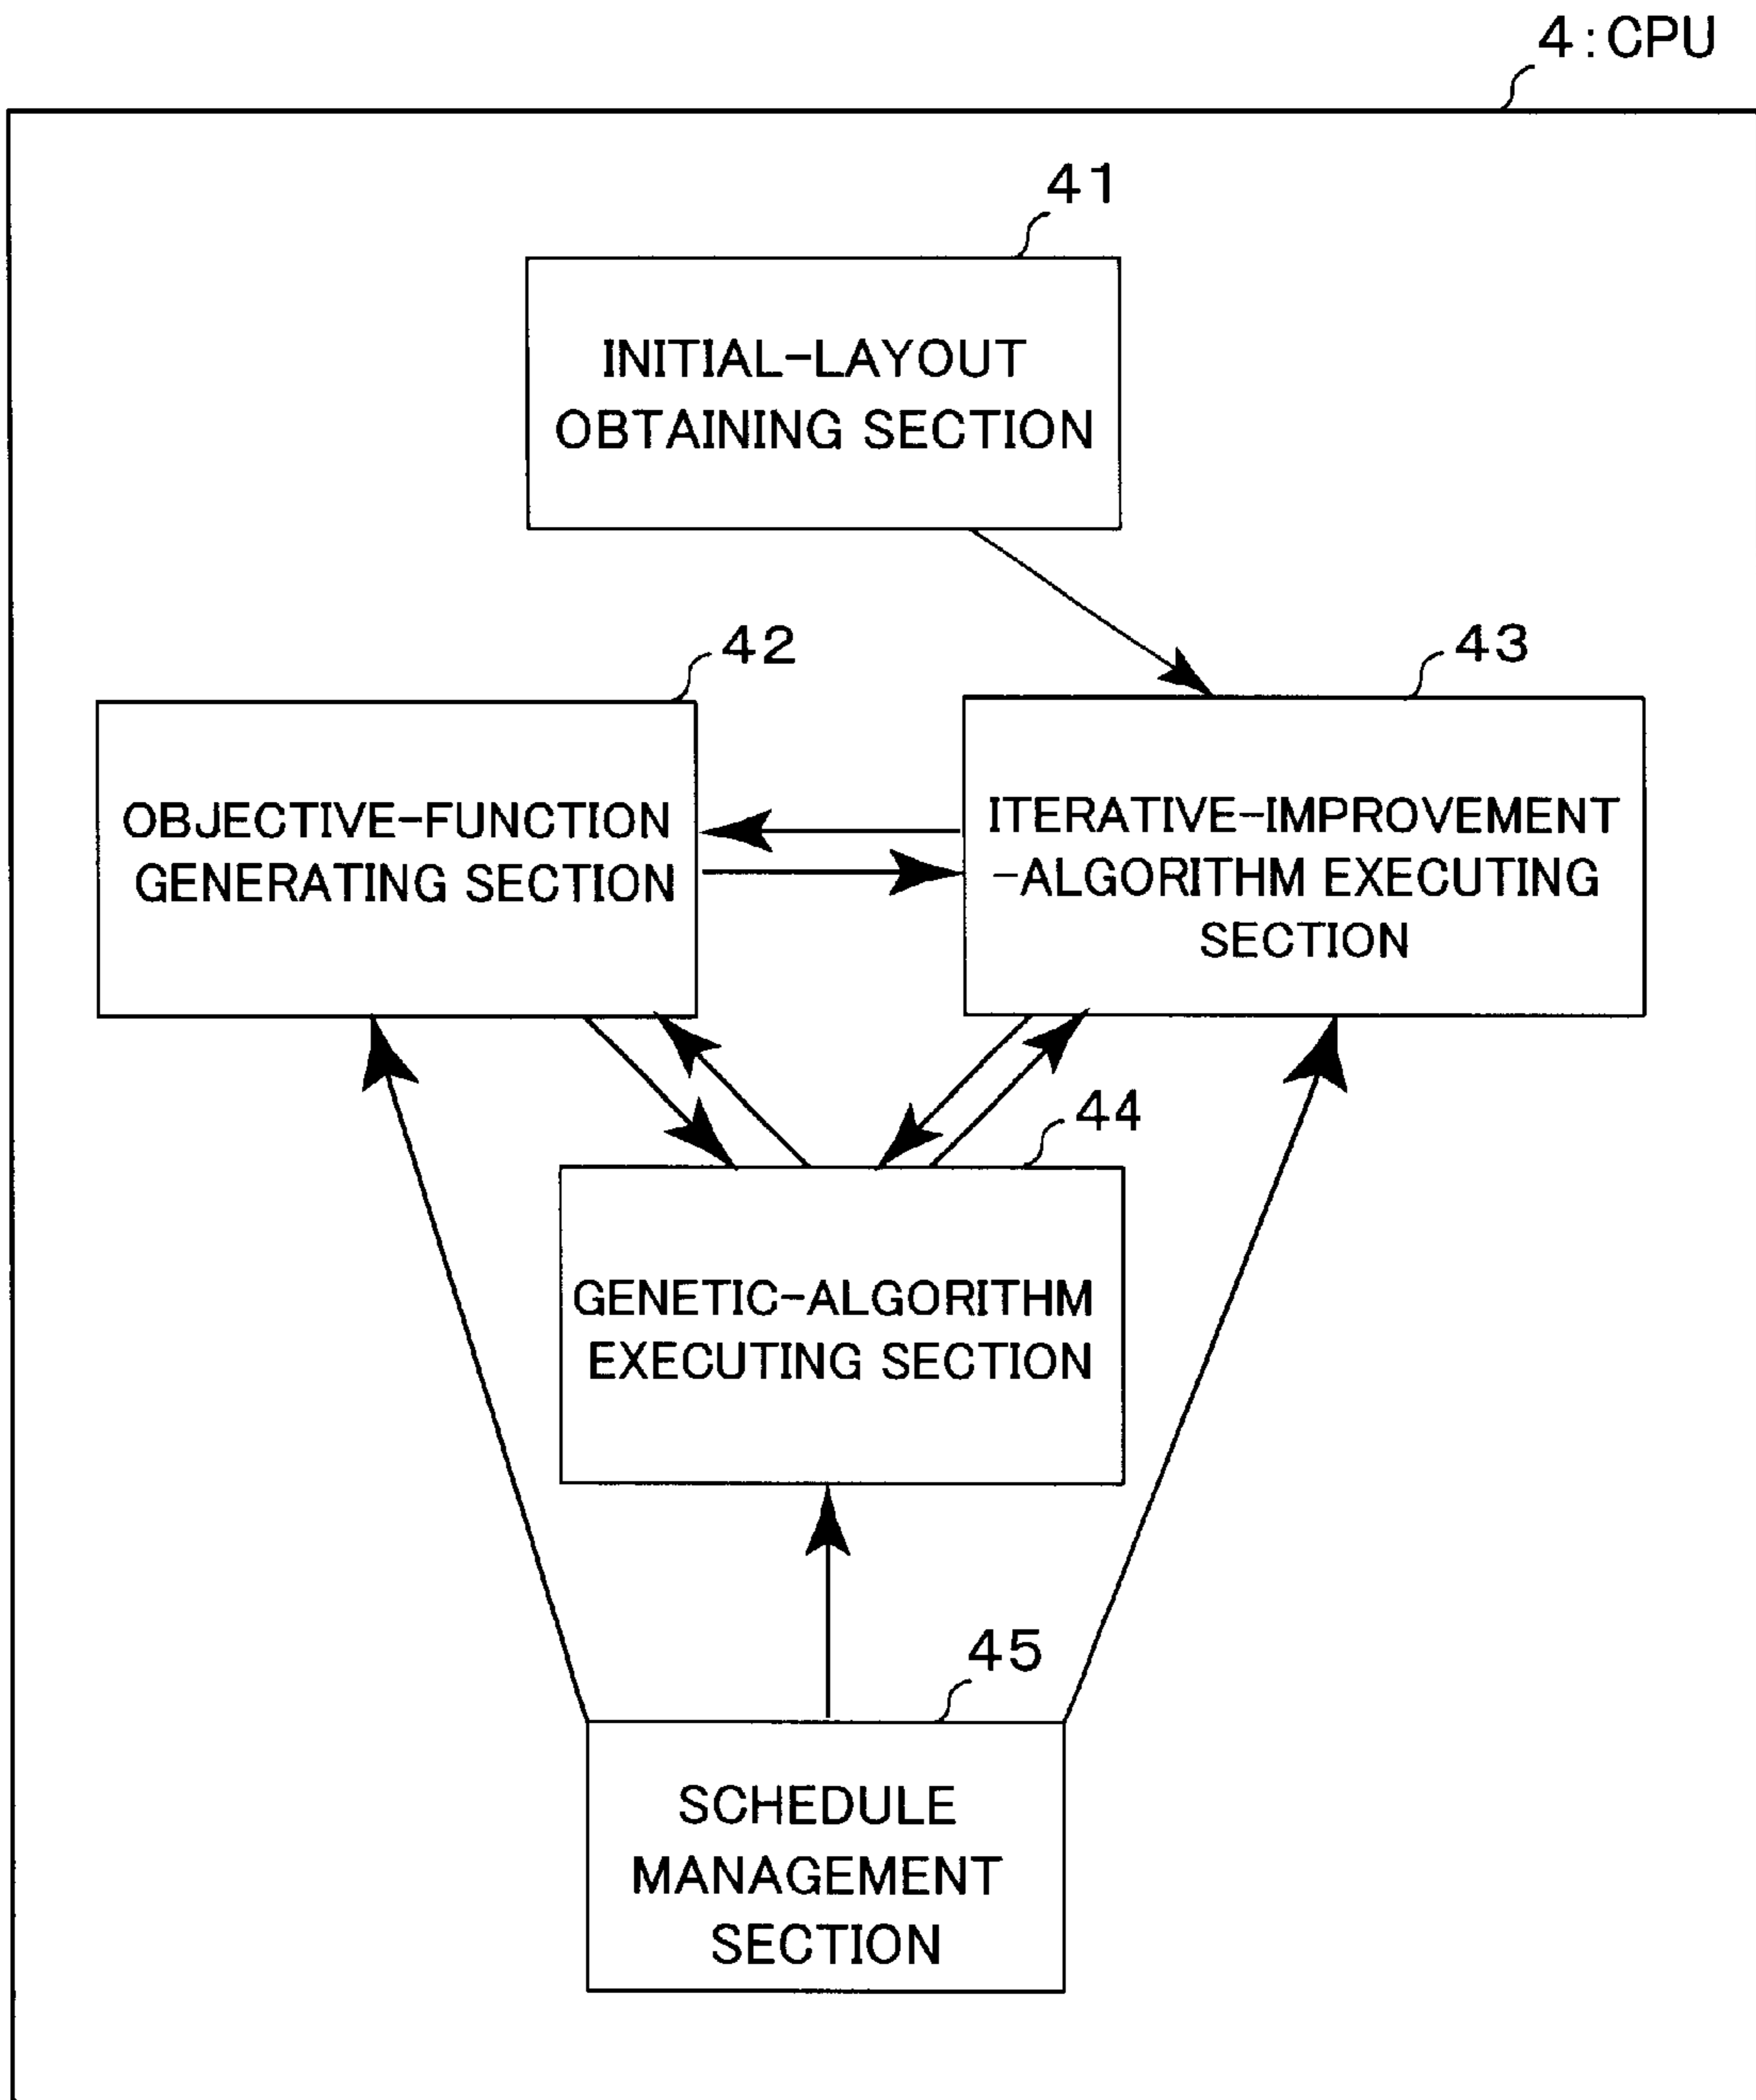 4:CPU
41
INITIAL-LAYOUT
OBTAINING SECTION
42
OBJECTIVE-FUNCTION
GENERATING SECTION
43
ITERATIVE-IMPROVEMENT
-ALGORITHM EXECUTING
SECTION
44
GENETIC-ALGORITHM
EXECUTING SECTION
45
SCHEDULE
MANAGEMENT
SECTION